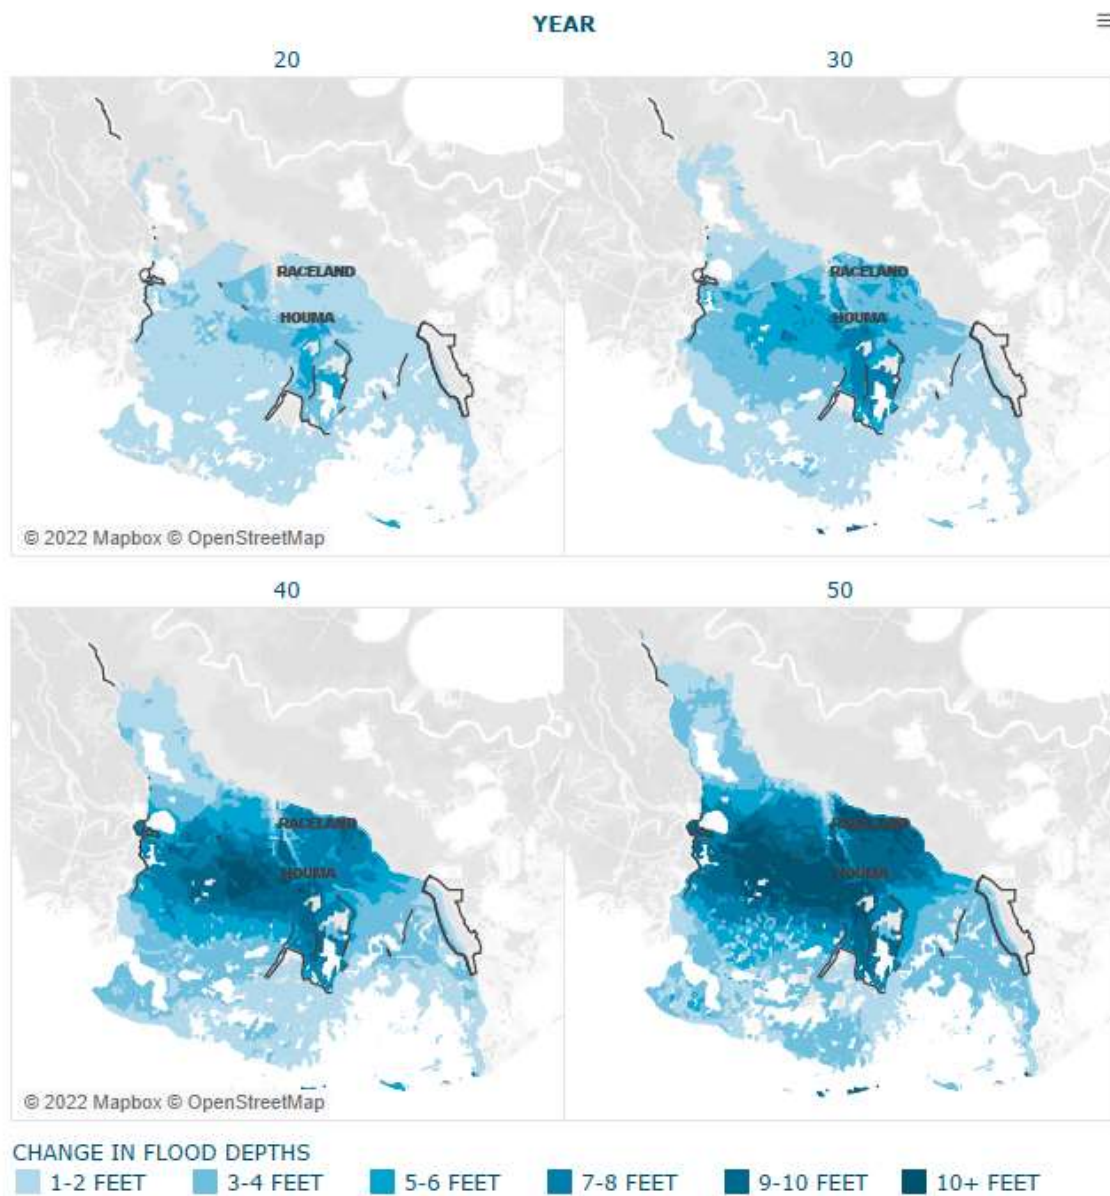 YEAR
20
30
RACELAND
HOUMA
RACELAND
HOUMA
© 2022 Mapbox © OpenStreetMap
40
50
RACELAND
HOUMA
RACELAND
HOUMA
© 2022 Mapbox © OpenStreetMap
CHANGE IN FLOOD DEPTHS
1-2 FEET 3-4 FEET 5-6 FEET 7-8 FEET 9-10 FEET 10+ FEET